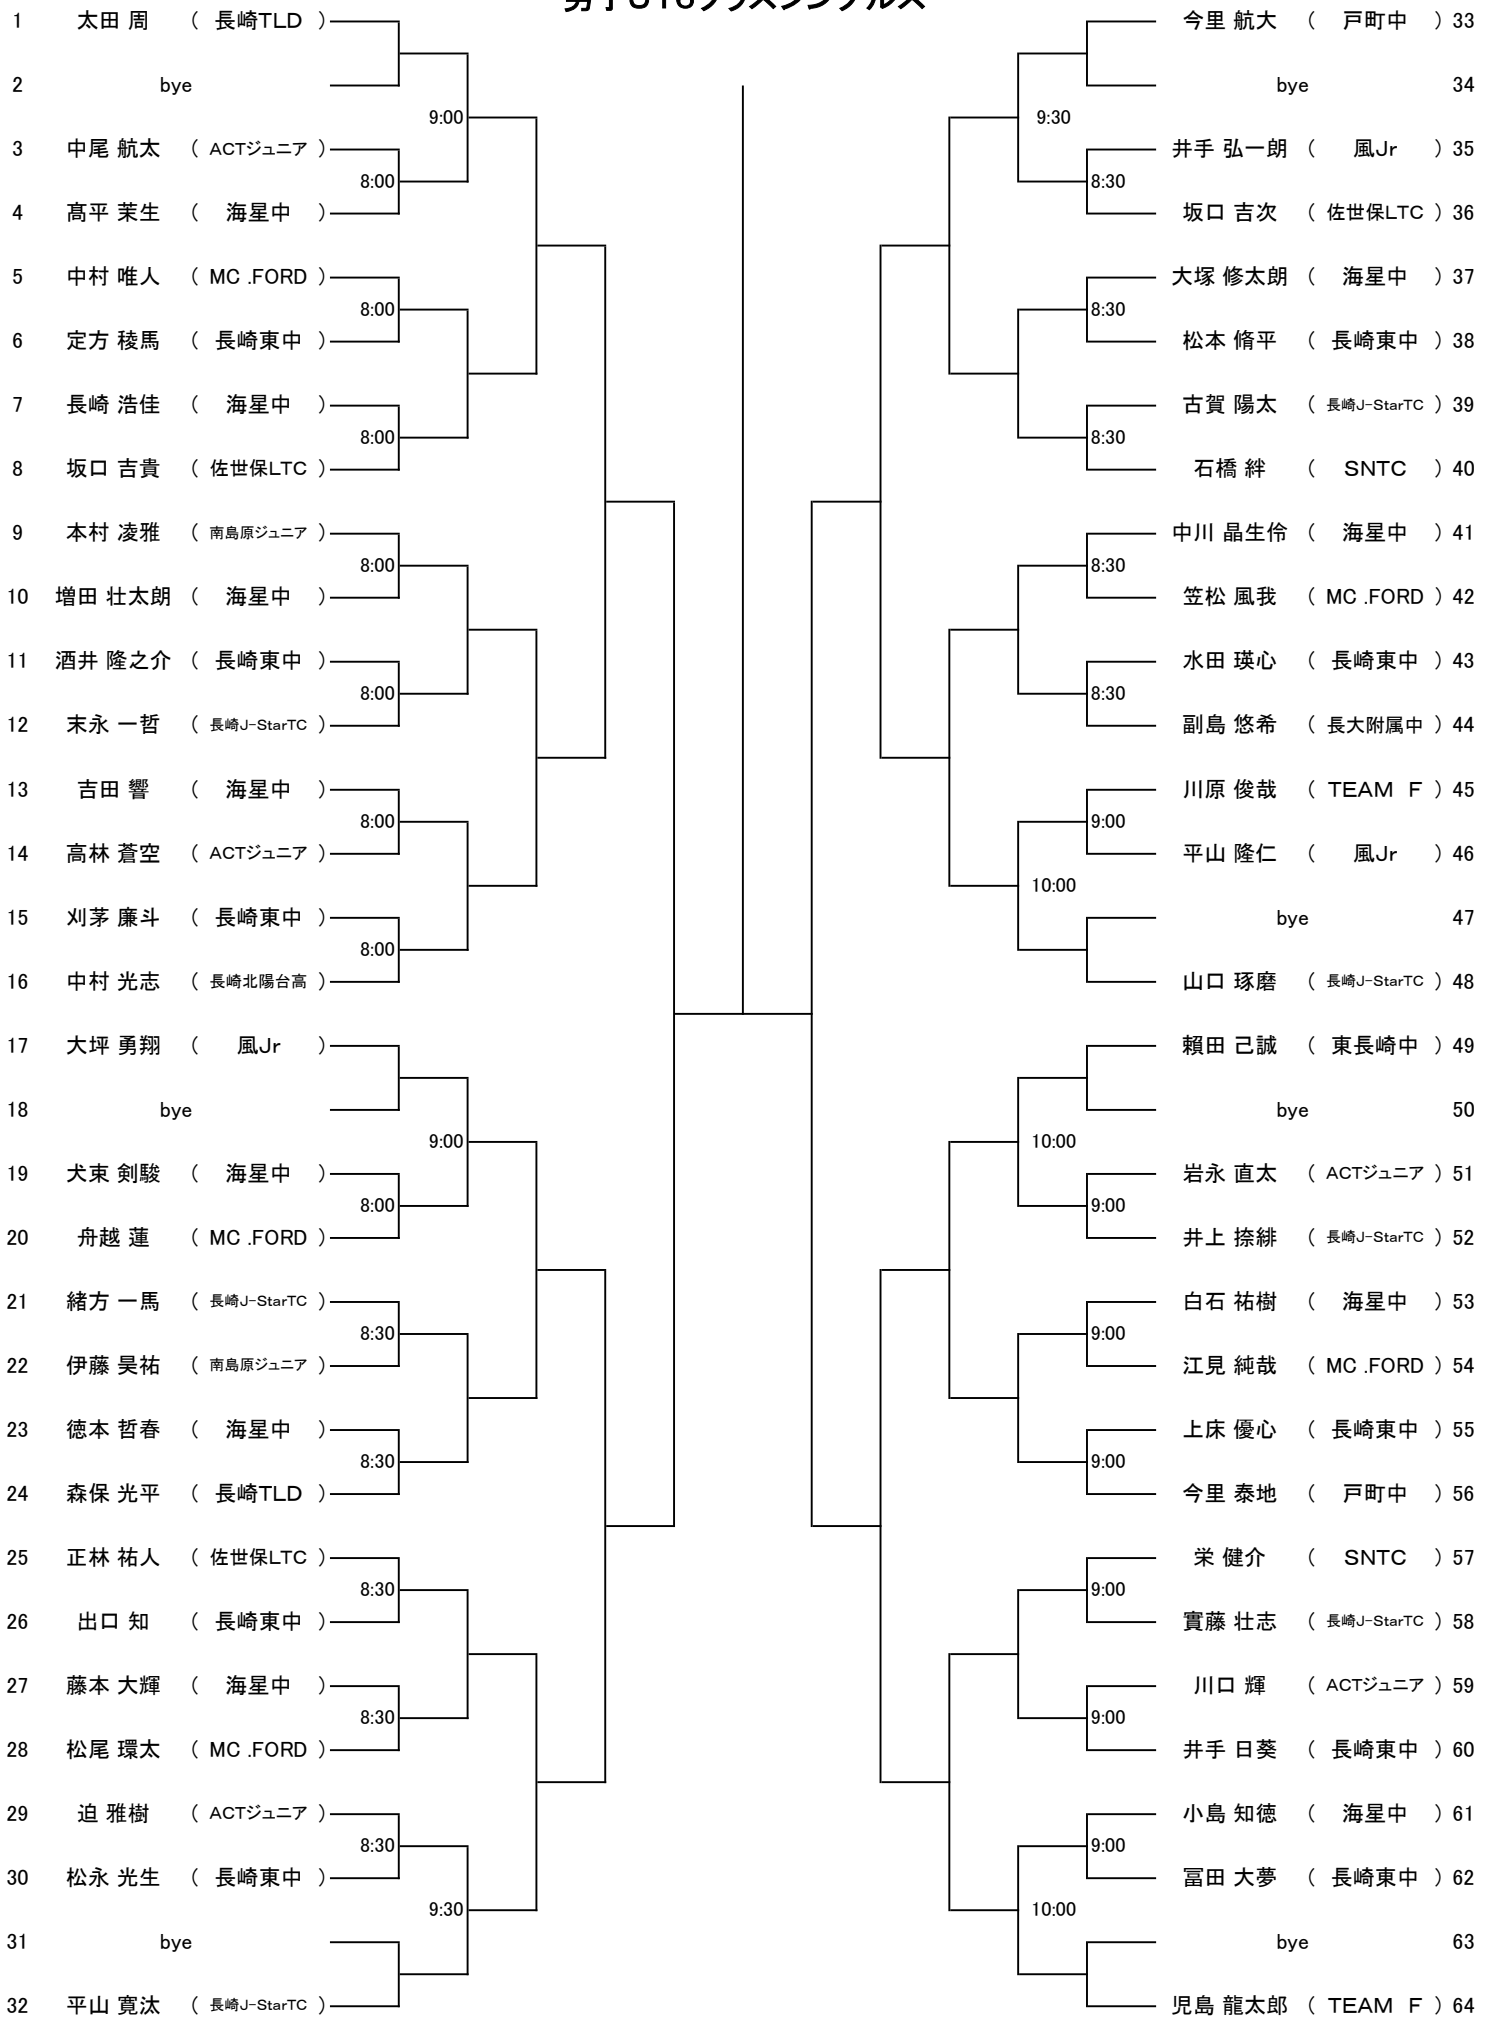 1 太田 周 ( 長崎TLD )
2 bye
9:00
3 中尾 航太 ( ACTジュニア )
8:00
4 髙平 茉生 ( 海星中 )
5 中村 唯人 ( MC .FORD )
8:00
6 定方 稜馬 ( 長崎東中 )
7 長崎 浩佳 ( 海星中 )
8:00
8 坂口 吉貴 ( 佐世保LTC )
9 本村 凌雅 ( 南島原ジュニア )
8:00
10 増田 壮太朗 ( 海星中 )
11 酒井 隆之介 ( 長崎東中 )
8:00
12 末永 一哲 ( 長崎J-StarTC )
13 吉田 響 ( 海星中 )
8:00
14 高林 蒼空 ( ACTジュニア )
15 刈茅 廉斗 ( 長崎東中 )
8:00
16 中村 光志 ( 長崎北陽台高 )
17 大坪 勇翔 ( 風Jr )
18 bye
9:00
19 犬束 剣駿 ( 海星中 )
8:00
20 舟越 蓮 ( MC .FORD )
21 緒方 一馬 ( 長崎J-StarTC )
8:30
22 伊藤 昊祐 ( 南島原ジュニア )
23 徳本 哲春 ( 海星中 )
8:30
24 森保 光平 ( 長崎TLD )
25 正林 祐人 ( 佐世保LTC )
8:30
26 出口 知 ( 長崎東中 )
27 藤本 大輝 ( 海星中 )
8:30
28 松尾 環太 ( MC .FORD )
29 迫 雅樹 ( ACTジュニア )
8:30
30 松永 光生 ( 長崎東中 )
9:30
31 bye
32 平山 寛汰 ( 長崎J-StarTC )
今里 航大 ( 戸町中 ) 33
bye 34
9:30
井手 弘一朗 ( 風Jr ) 35
8:30
坂口 吉次 ( 佐世保LTC ) 36
大塚 修太朗 ( 海星中 ) 37
8:30
松本 脩平 ( 長崎東中 ) 38
古賀 陽太 ( 長崎J-StarTC ) 39
8:30
石橋 絆 ( SNTC ) 40
中川 晶生伶 ( 海星中 ) 41
8:30
笠松 風我 ( MC .FORD ) 42
水田 瑛心 ( 長崎東中 ) 43
8:30
副島 悠希 ( 長大附属中 ) 44
川原 俊哉 ( TEAM F ) 45
9:00
平山 隆仁 ( 風Jr ) 46
10:00
bye 47
山口 琢磨 ( 長崎J-StarTC ) 48
賴田 己誠 ( 東長崎中 ) 49
bye 50
10:00
岩永 直太 ( ACTジュニア ) 51
9:00
井上 捺緋 ( 長崎J-StarTC ) 52
白石 祐樹 ( 海星中 ) 53
9:00
江見 純哉 ( MC .FORD ) 54
上床 優心 ( 長崎東中 ) 55
9:00
今里 泰地 ( 戸町中 ) 56
栄 健介 ( SNTC ) 57
9:00
實藤 壮志 ( 長崎J-StarTC ) 58
川口 輝 ( ACTジュニア ) 59
9:00
井手 日葵 ( 長崎東中 ) 60
小島 知徳 ( 海星中 ) 61
9:00
冨田 大夢 ( 長崎東中 ) 62
10:00
bye 63
児島 龍太郎 ( TEAM F ) 64